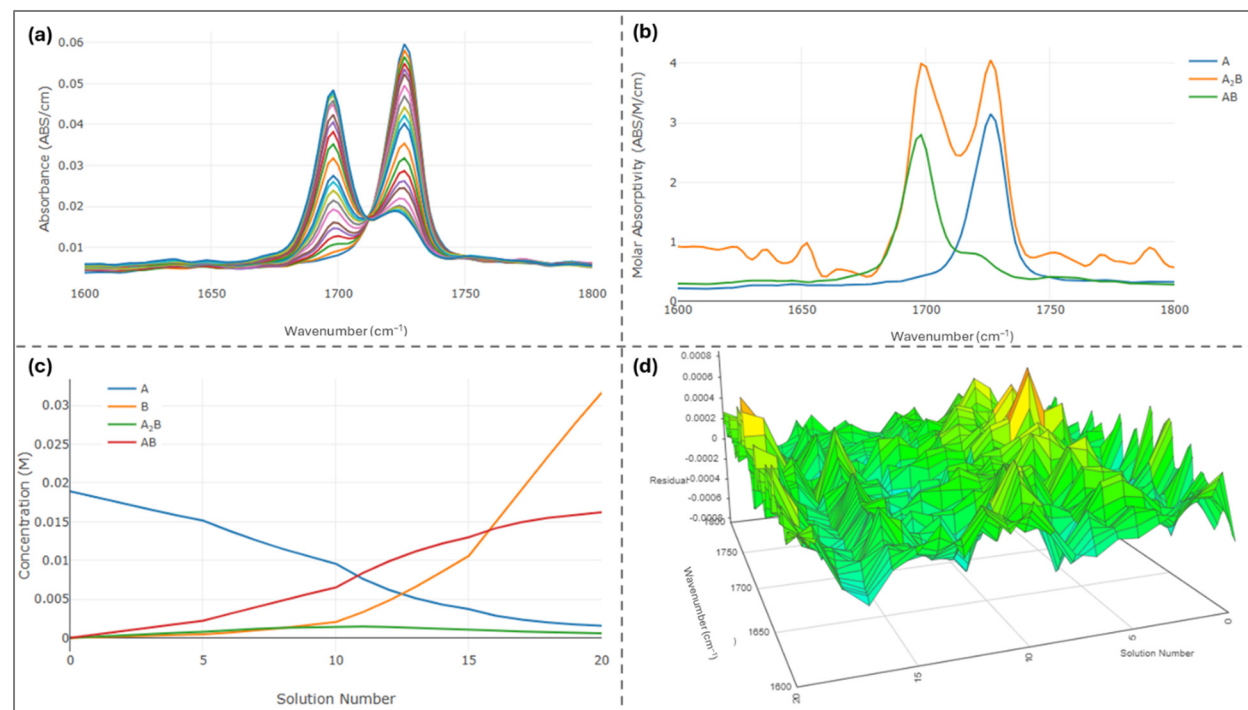 (a)
0.06
0.05
0.04
0.03
0.02
0.01
Absorbance (ABS/cm)
1600
1650
1700
1750
1800
Wavenumber (cm⁻¹)
(b)
4
3
2
1
0
Molar Absorptivity (ABS/M/cm)
1600
1650
1700
1750
1800
Wavenumber (cm⁻¹)
A
A₂B
AB
(c)
A
B
A₂B
AB
0.03
0.025
0.02
0.015
0.01
0.005
0
Concentration (M)
0
5
10
15
20
Solution Number
(d)
0.0008
0.0006
0.0004
0.0002
0
-0.0002
-0.0004
-0.0006
-0.0008
Residual
1800
1750
1700
1650
1600
Wavenumber (cm⁻¹)
)
20
15
10
5
0
Solution Number